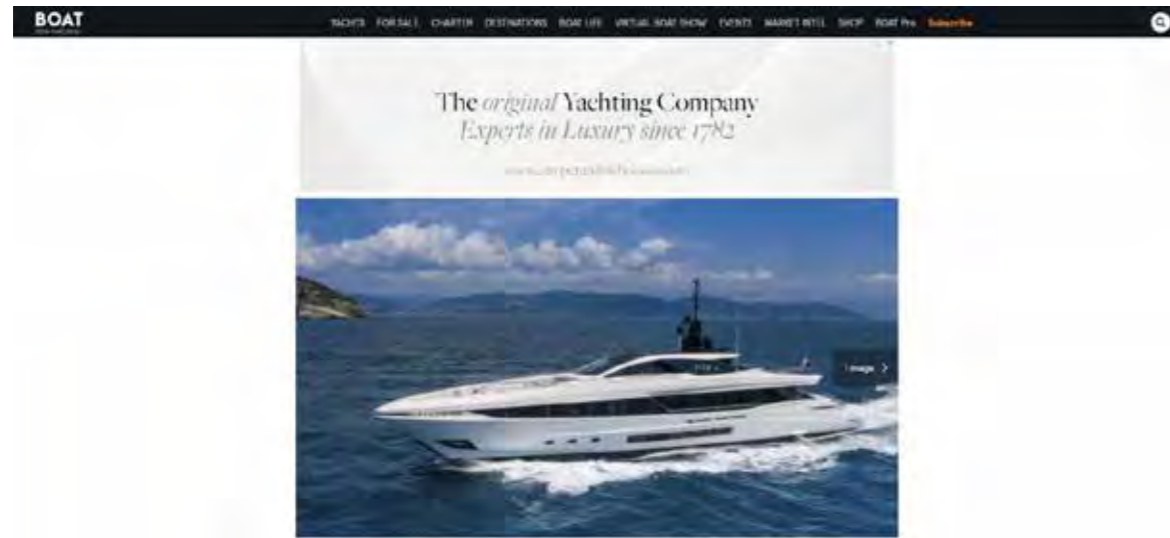 BOAT
YACHTS FOR SALE CHARTER DESTINATIONS BOAT LIFE VIRTUAL BOAT SHOW EVENTS MARKET INTEL SHOP BOAT Pro Subscribe
The original Yachting Company
Experts in Luxury since 1782
1 image